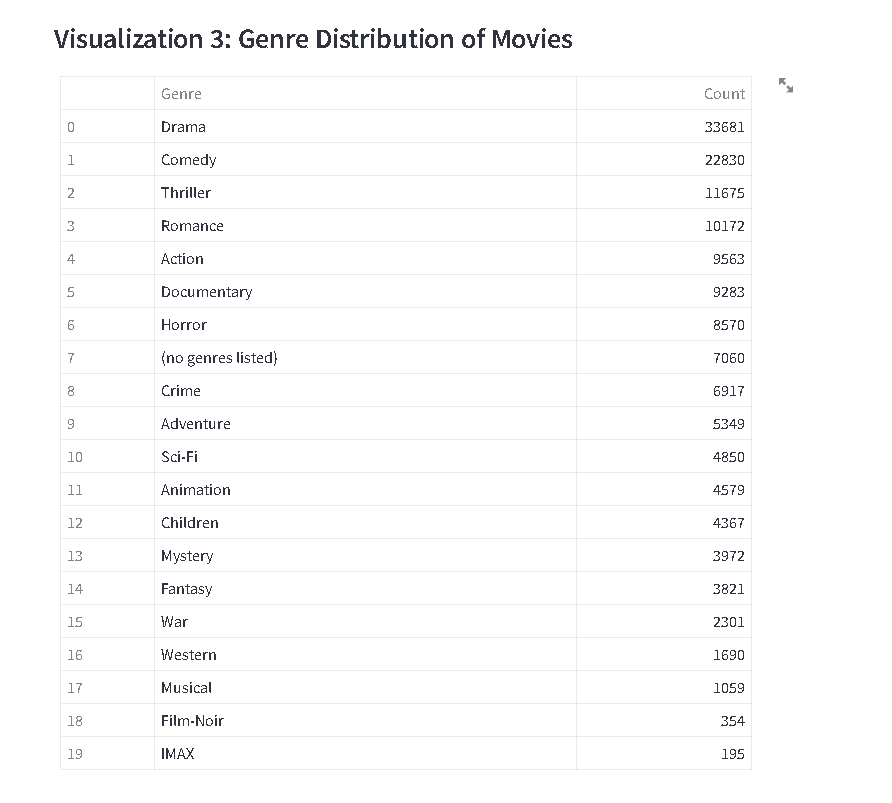 Visualization 3: Genre Distribution of Movies
Genre Count
0 Drama 33681
1 Comedy 22830
2 Thriller 11675
3 Romance 10172
4 Action 9563
5 Documentary 9283
6 Horror 8570
7 (no genres listed) 7060
8 Crime 6917
9 Adventure 5349
10 Sci-Fi 4850
11 Animation 4579
12 Children 4367
13 Mystery 3972
14 Fantasy 3821
15 War 2301
16 Western 1690
17 Musical 1059
18 Film-Noir 354
19 IMAX 195